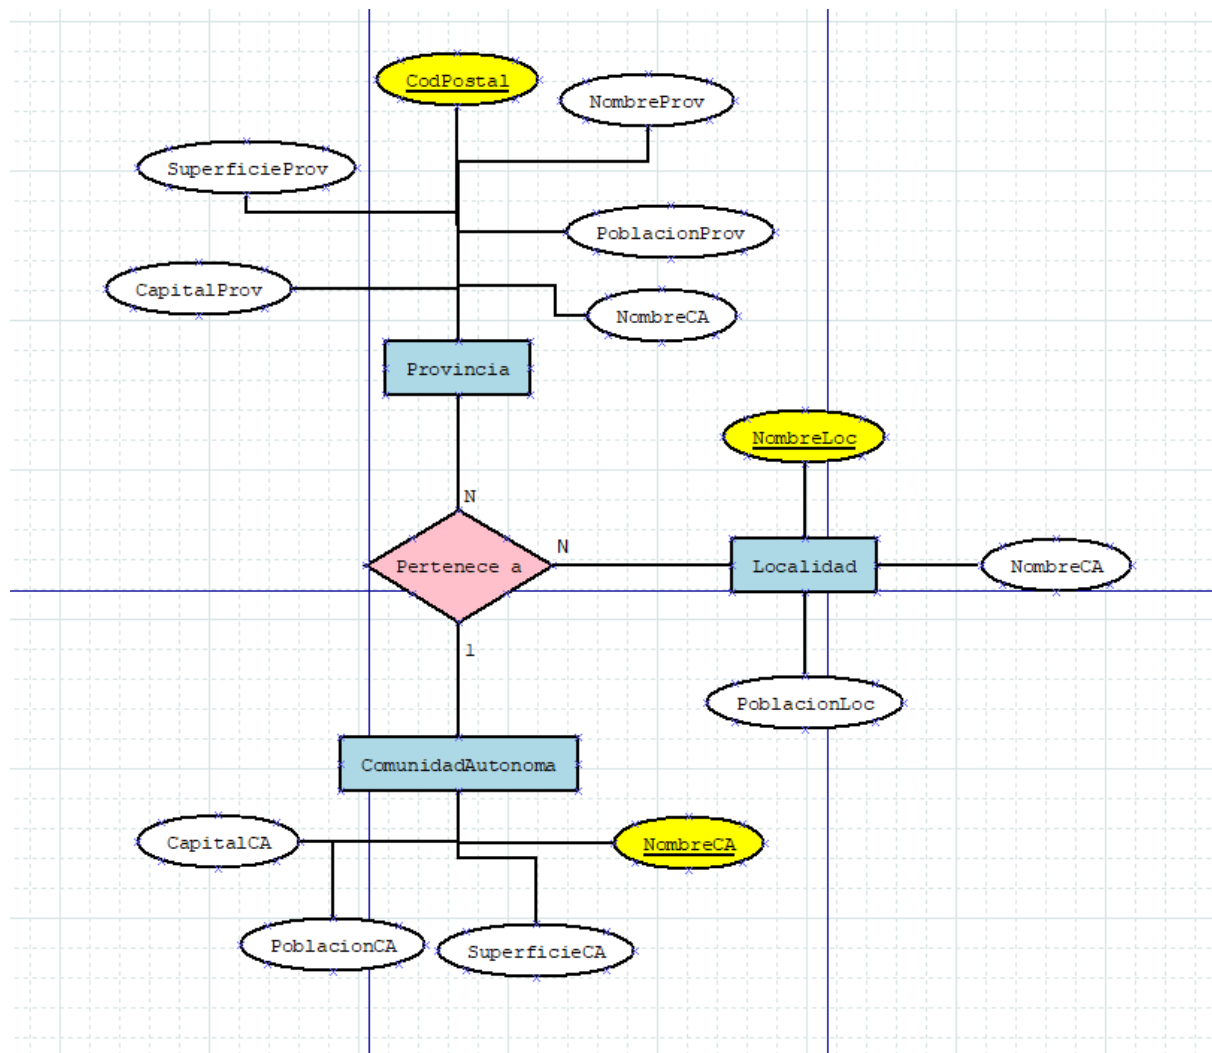 CodPostal
NombreProv
SuperficieProv
PoblacionProv
CapitalProv
NombreCA
Provincia
NombreLoc
N
N
Pertenece a
Localidad
NombreCA
1
PoblacionLoc
ComunidadAutonoma
CapitalCA
NombreCA
PoblacionCA
SuperficieCA